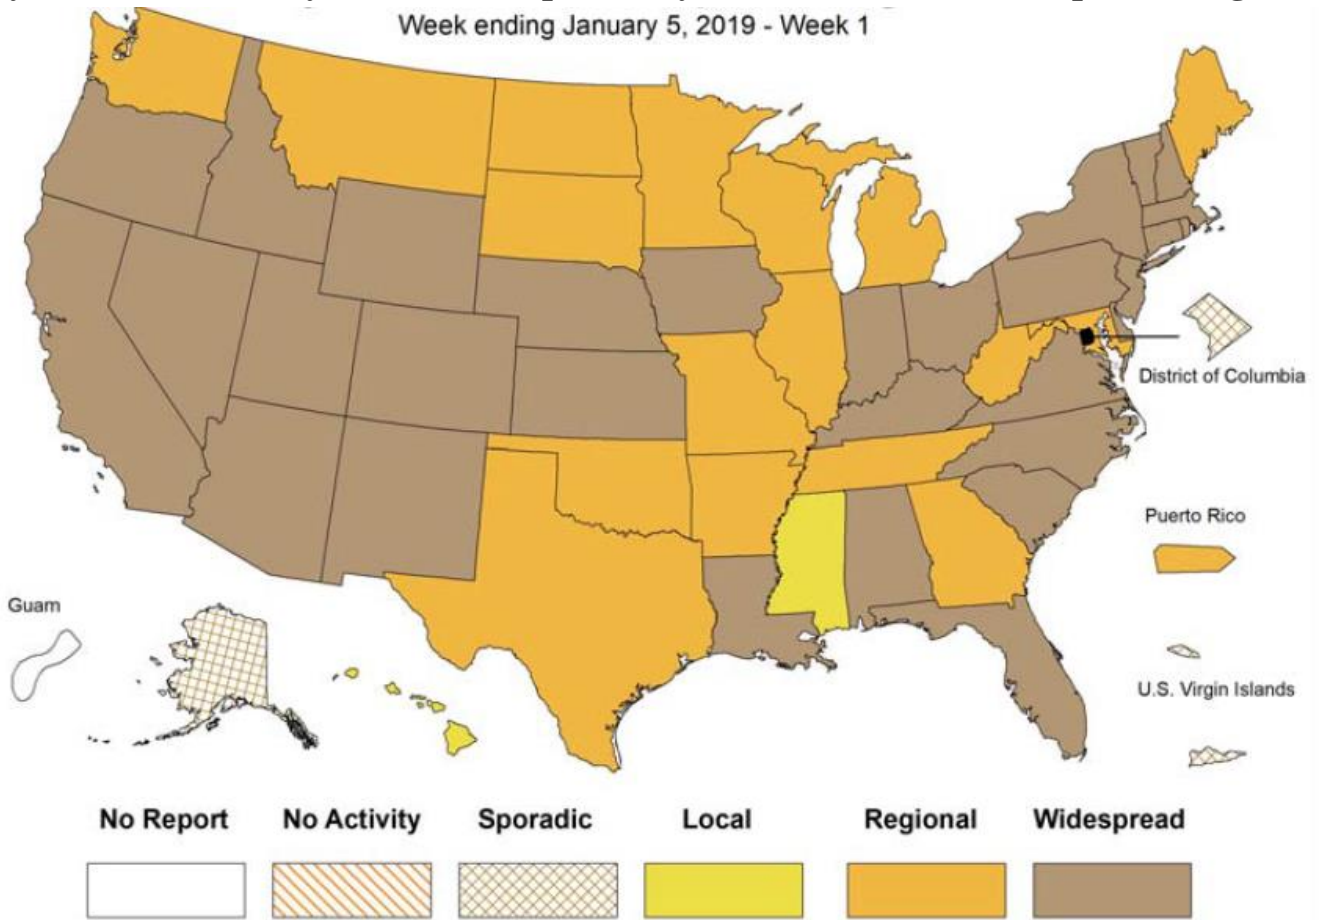 Week ending January 5, 2019 - Week 1
District of Columbia
Puerto Rico
Guam
U.S. Virgin Islands
No Report No Activity Sporadic Local Regional Widespread